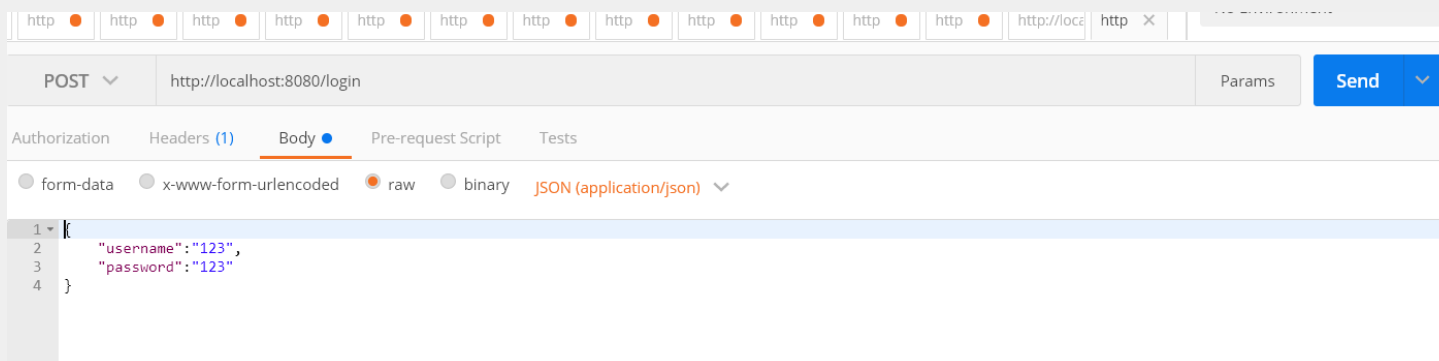 http http http http http http http http http http http http http://loca http
POST http://localhost:8080/login Params Send
Authorization Headers (1) Body Pre-request Script Tests
form-data x-www-form-urlencoded raw binary JSON (application/json)
1 {
2 "username":"123",
3 "password":"123"
4 }